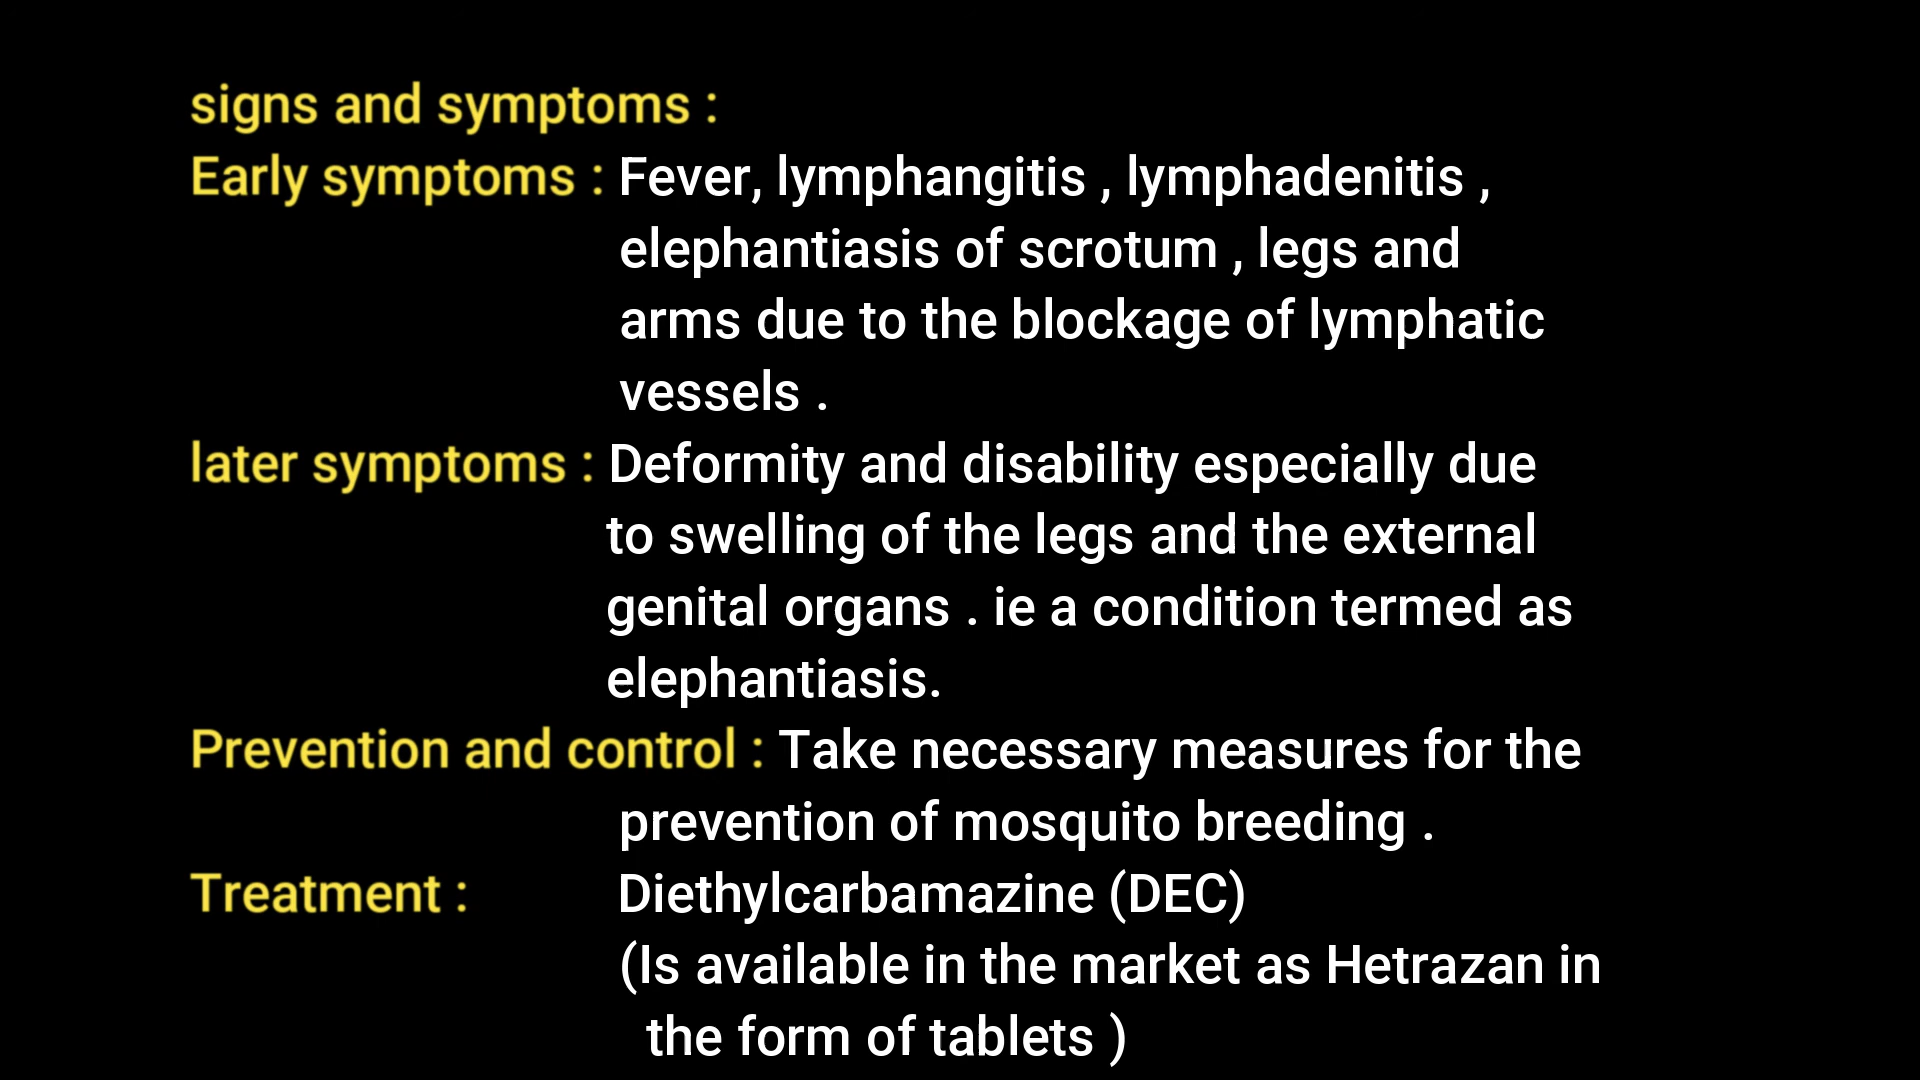 signs and symptoms :
Early symptoms : Fever, lymphangitis , lymphadenitis ,
elephantiasis of scrotum , legs and
arms due to the blockage of lymphatic
vessels .
later symptoms : Deformity and disability especially due
to swelling of the legs and the external
genital organs . ie a condition termed as
elephantiasis.
Prevention and control : Take necessary measures for the
prevention of mosquito breeding .
Treatment : Diethylcarbamazine (DEC)
(Is available in the market as Hetrazan in
the form of tablets )